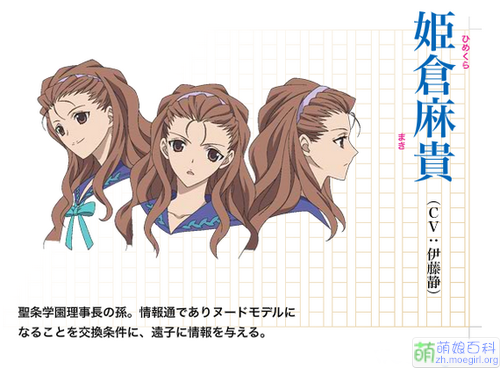 姫倉麻貴
ひめくら
まき
（CV：伊藤静）
聖条学園理事長の孫。情報通でありヌードモデルに
なることを交換条件に、遠子に情報を与える。
萌 萌娘百科
zh.moegirl.org